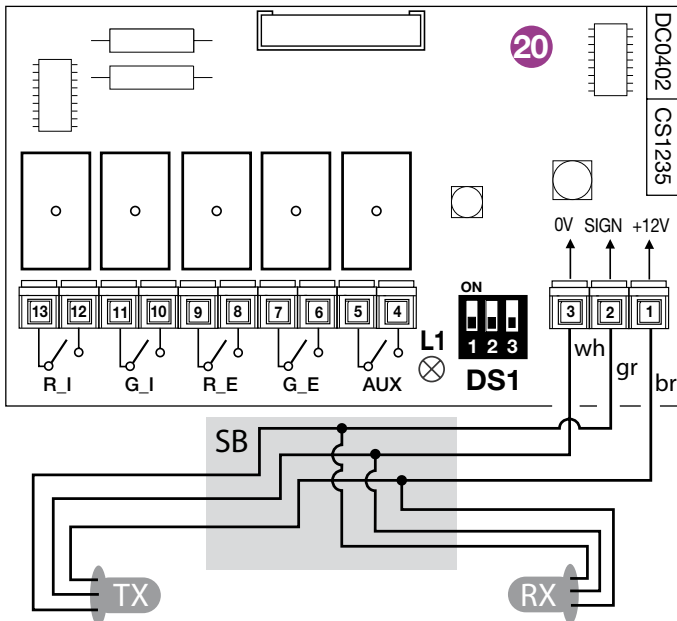 20
DC0402 CS1235
0V SIGN +12V
13 12 11 10 9 8 7 6 5 4
3 2 1
ON
1 2 3
DS1
L1
R_I G_I R_E G_E AUX
wh
gr
br
SB
TX
RX